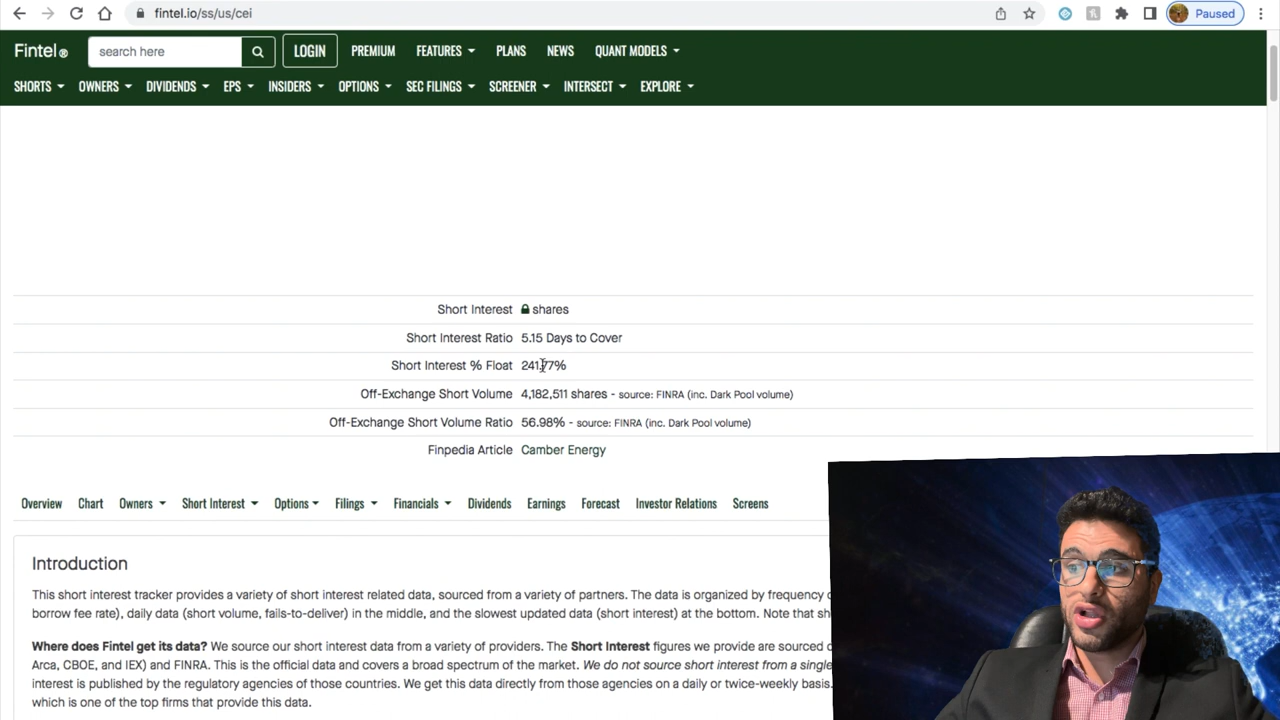 fintel.io/ss/us/cei
Paused
Fintel®
search here
LOGIN
PREMIUM
FEATURES
PLANS
NEWS
QUANT MODELS
SHORTS
OWNERS
DIVIDENDS
EPS
INSIDERS
OPTIONS
SEC FILINGS
SCREENER
INTERSECT
EXPLORE
Short Interest shares
Short Interest Ratio 5.15 Days to Cover
Short Interest % Float 241.77%
Off-Exchange Short Volume 4,182,511 shares - source: FINRA (inc. Dark Pool volume)
Off-Exchange Short Volume Ratio 56.98% - source: FINRA (inc. Dark Pool volume)
Finpedia Article Camber Energy
Overview Chart Owners Short Interest Options Filings Financials Dividends Earnings Forecast Investor Relations Screens
Introduction
This short interest tracker provides a variety of short interest related data, sourced from a variety of partners. The data is organized by frequency
borrow fee rate), daily data (short volume, fails-to-deliver) in the middle, and the slowest updated data (short interest) at the bottom. Note that sh
Where does Fintel get its data? We source our short interest data from a variety of providers. The Short Interest figures we provide are sourced
Arca, CBOE, and IEX) and FINRA. This is the official data and covers a broad spectrum of the market. We do not source short interest from a single
interest is published by the regulatory agencies of those countries. We get this data directly from those agencies on a daily or twice-weekly basis.
which is one of the top firms that provide this data.